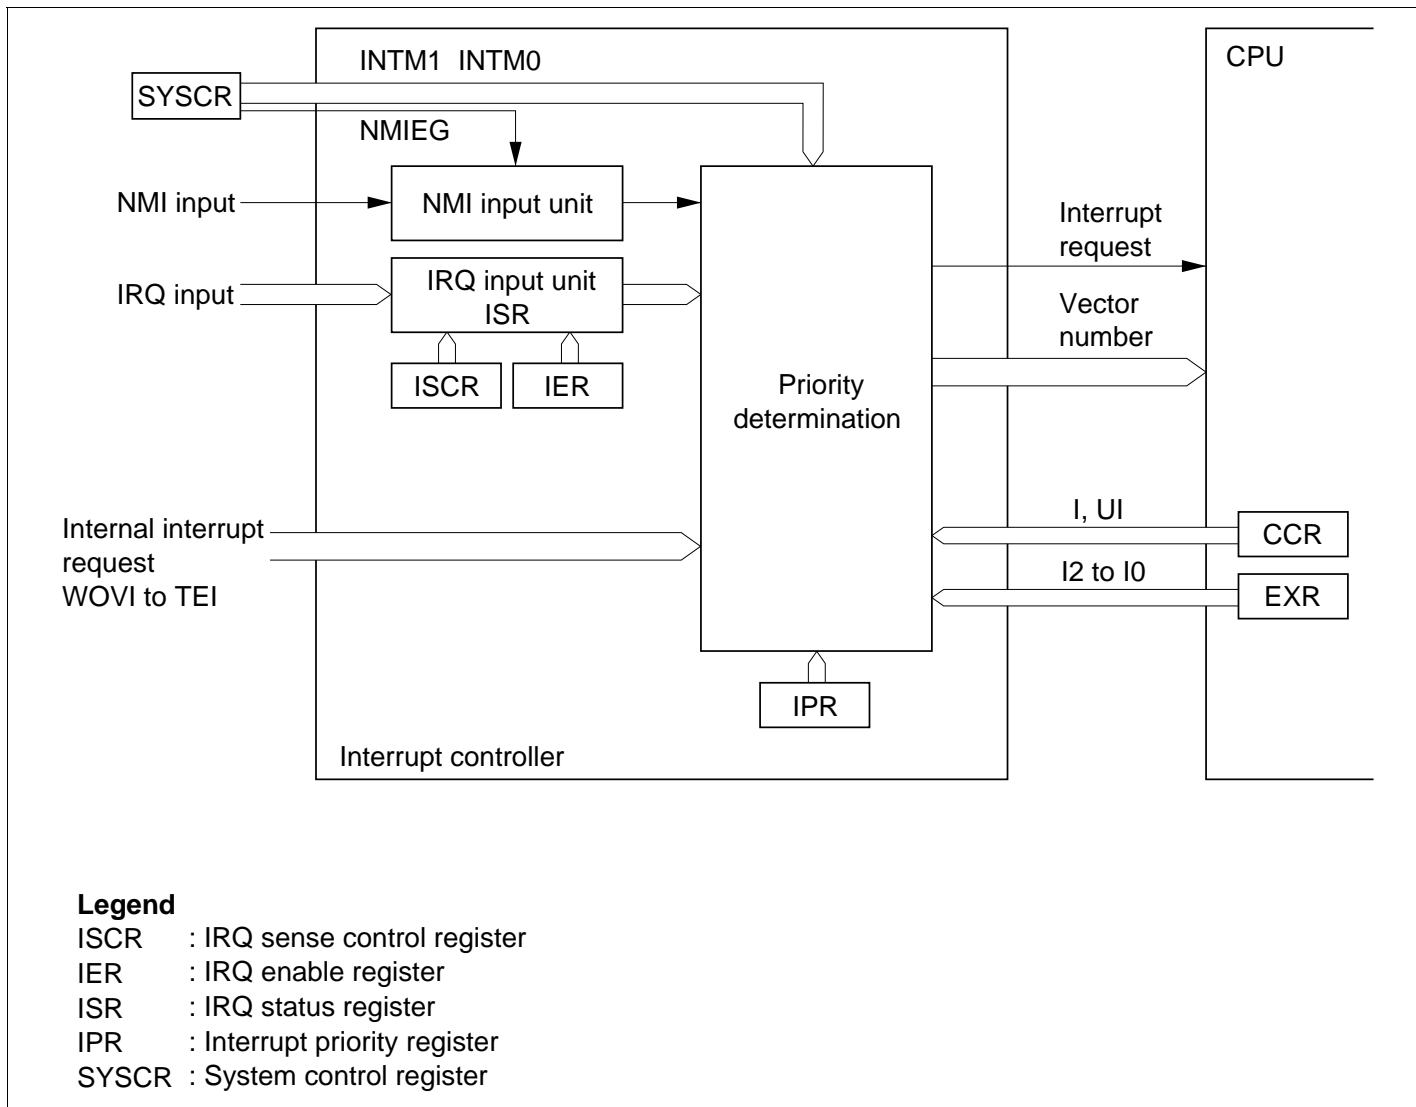 INTM1 INTM0
CPU
SYSCR
NMIEG
NMI input
NMI input unit
IRQ input
IRQ input unit
ISR
ISCR
IER
Priority
determination
Interrupt
request
Vector
number
Internal interrupt
request
WOVI to TEI
I, UI
CCR
I2 to I0
EXR
IPR
Interrupt controller
Legend
ISCR : IRQ sense control register
IER : IRQ enable register
ISR : IRQ status register
IPR : Interrupt priority register
SYSCR : System control register